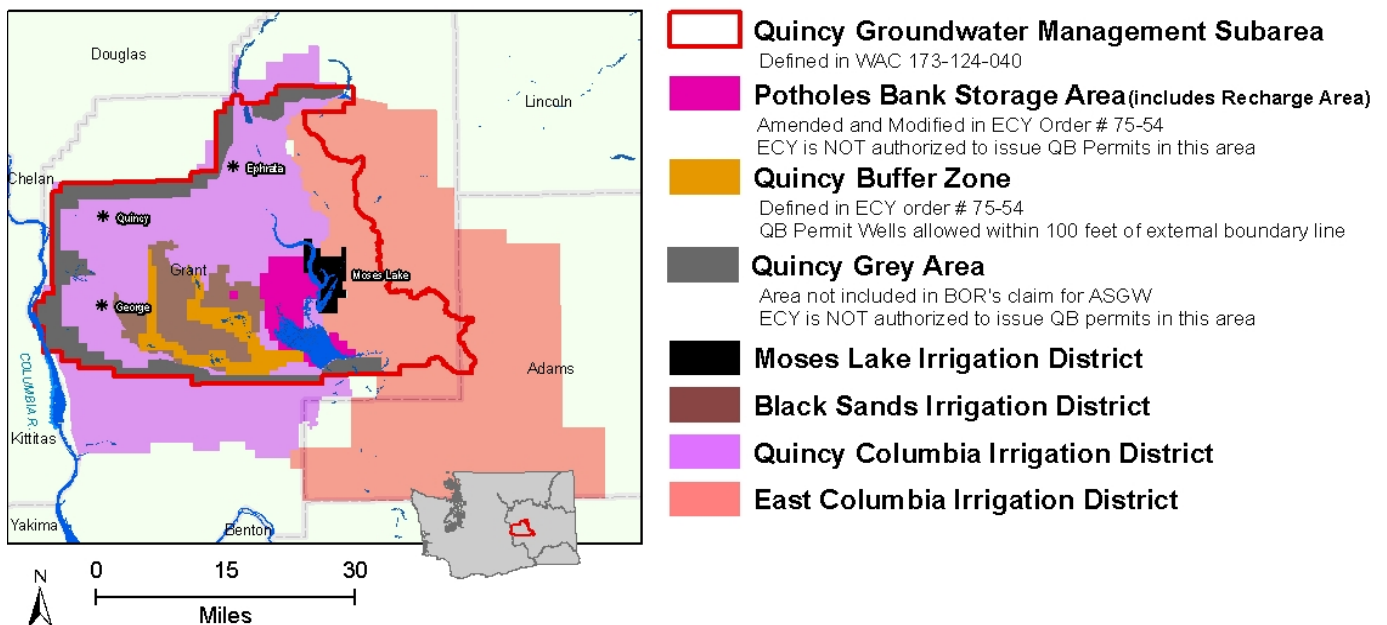 Douglas
Lincoln
Chelan
Ephrata
Quincy
Grant
Moses Lake
George
COLUMBIA R.
Adams
Kittitas
Yakima
Benton
N
0 15 30
Miles
Quincy Groundwater Management Subarea
Defined in WAC 173-124-040
Potholes Bank Storage Area (includes Recharge Area)
Amended and Modified in ECY Order # 75-54
ECY is NOT authorized to issue QB Permits in this area
Quincy Buffer Zone
Defined in ECY order # 75-54
QB Permit Wells allowed within 100 feet of external boundary line
Quincy Grey Area
Area not included in BOR's claim for ASGW
ECY is NOT authorized to issue QB permits in this area
Moses Lake Irrigation District
Black Sands Irrigation District
Quincy Columbia Irrigation District
East Columbia Irrigation District